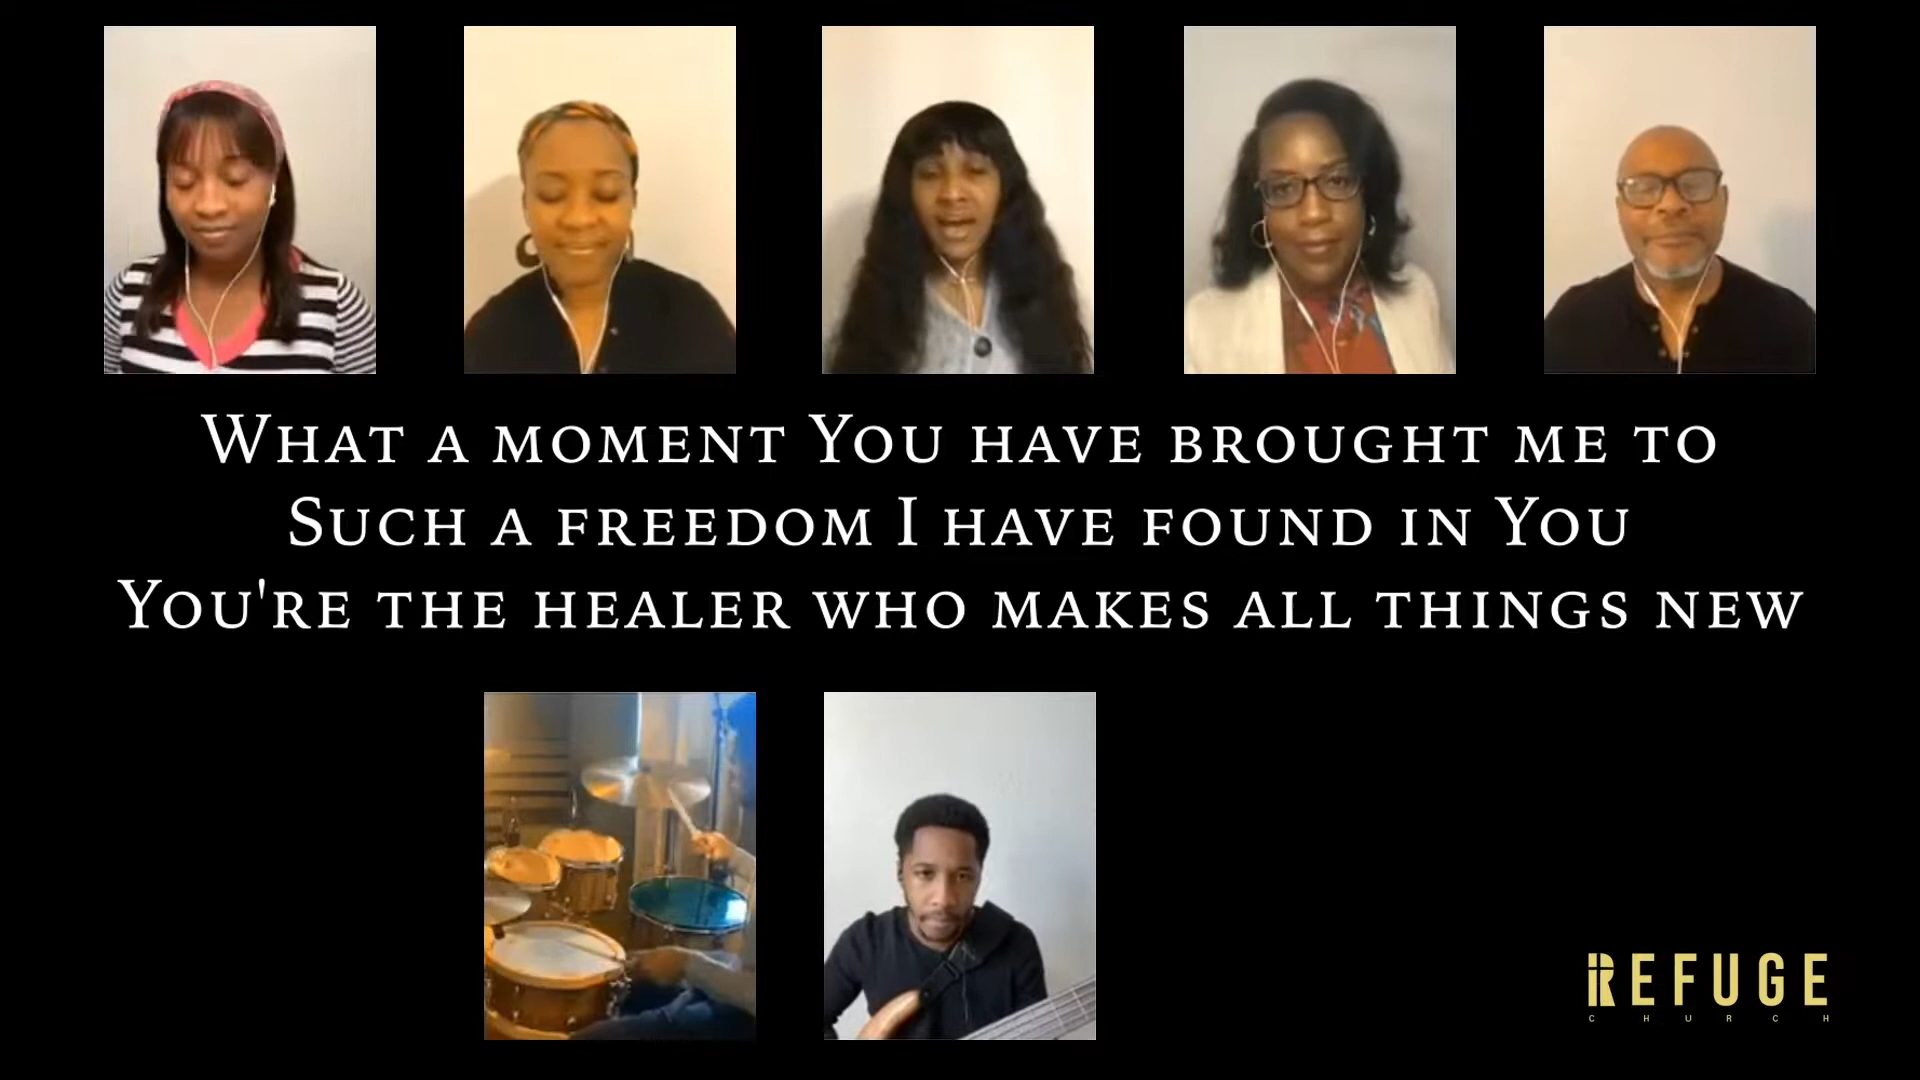 What a moment You have brought me to
Such a freedom I have found in You
You're the healer who makes all things new
REFUGE
CHURCH